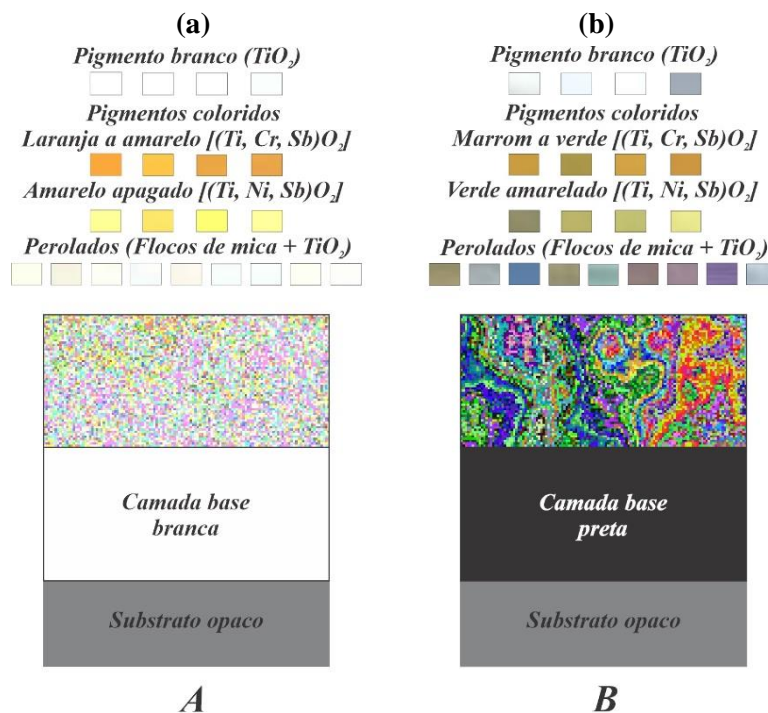 (a)
Pigmento branco (TiO₂)
Pigmentos coloridos
Laranja a amarelo [(Ti, Cr, Sb)O₂]
Amarelo apagado [(Ti, Ni, Sb)O₂]
Perolados (Flocos de mica + TiO₂)
Camada base
branca
Substrato opaco
A
(b)
Pigmento branco (TiO₂)
Pigmentos coloridos
Marrom a verde [(Ti, Cr, Sb)O₂]
Verde amarelado [(Ti, Ni, Sb)O₂]
Perolados (Flocos de mica + TiO₂)
Camada base
preta
Substrato opaco
B